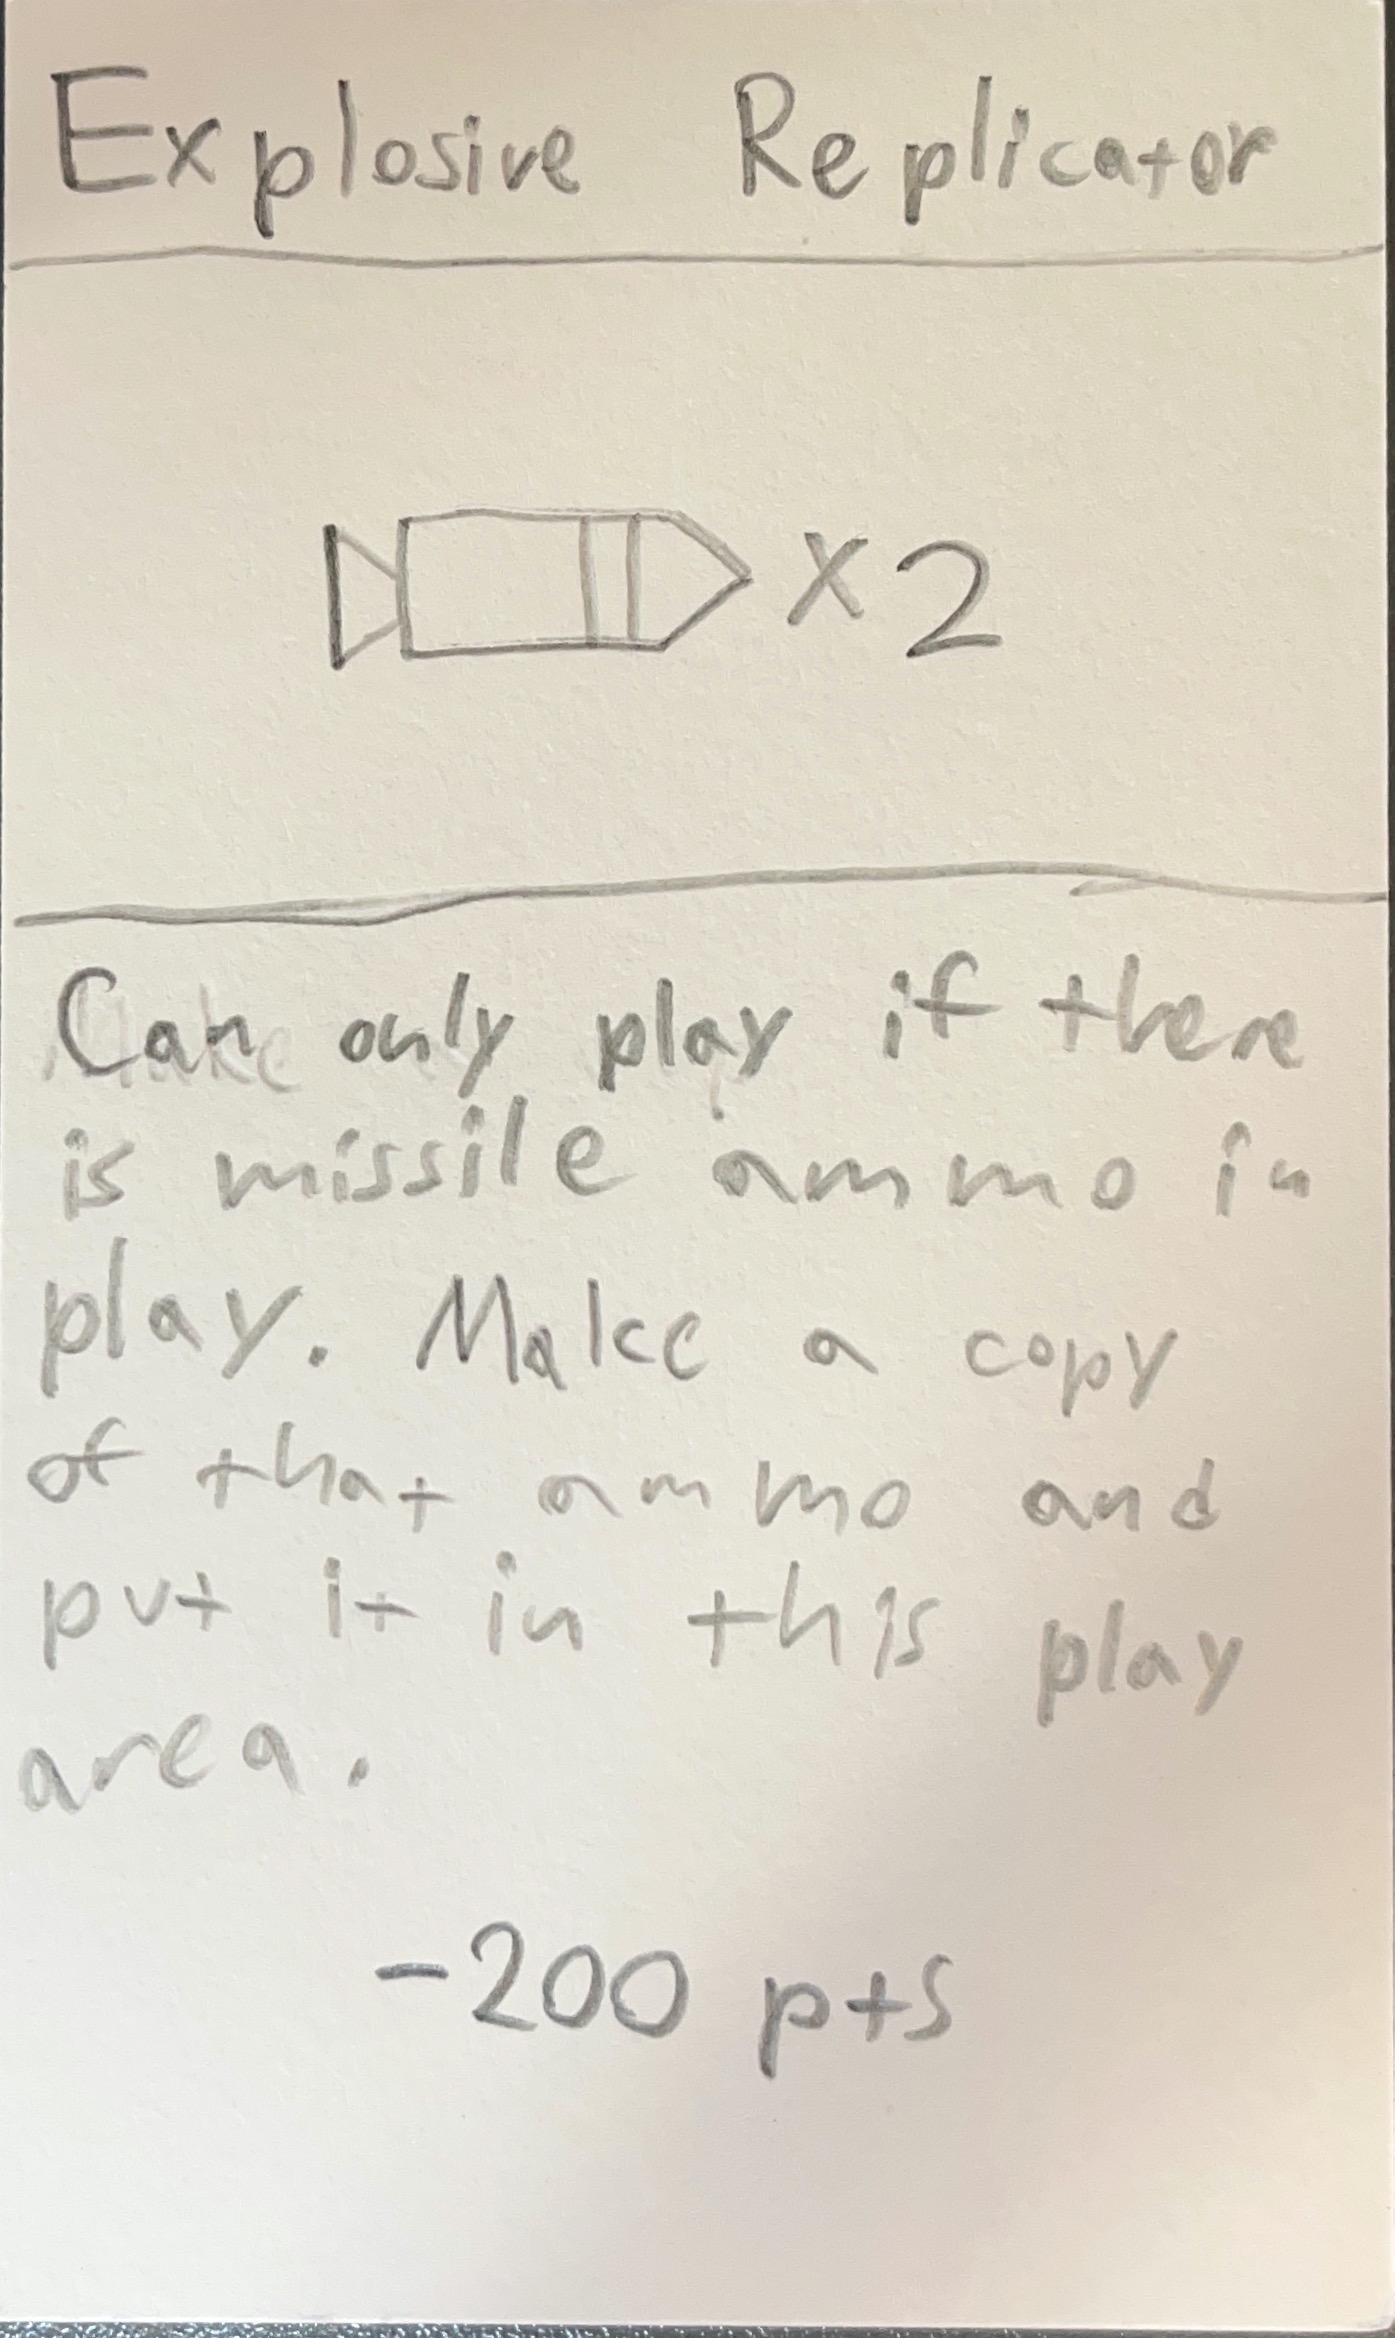 Explosive Replicator
x2
Can only play if there
is missile ammo in
play. Make a copy
of that ammo and
put it in this play
area.
-200 pts